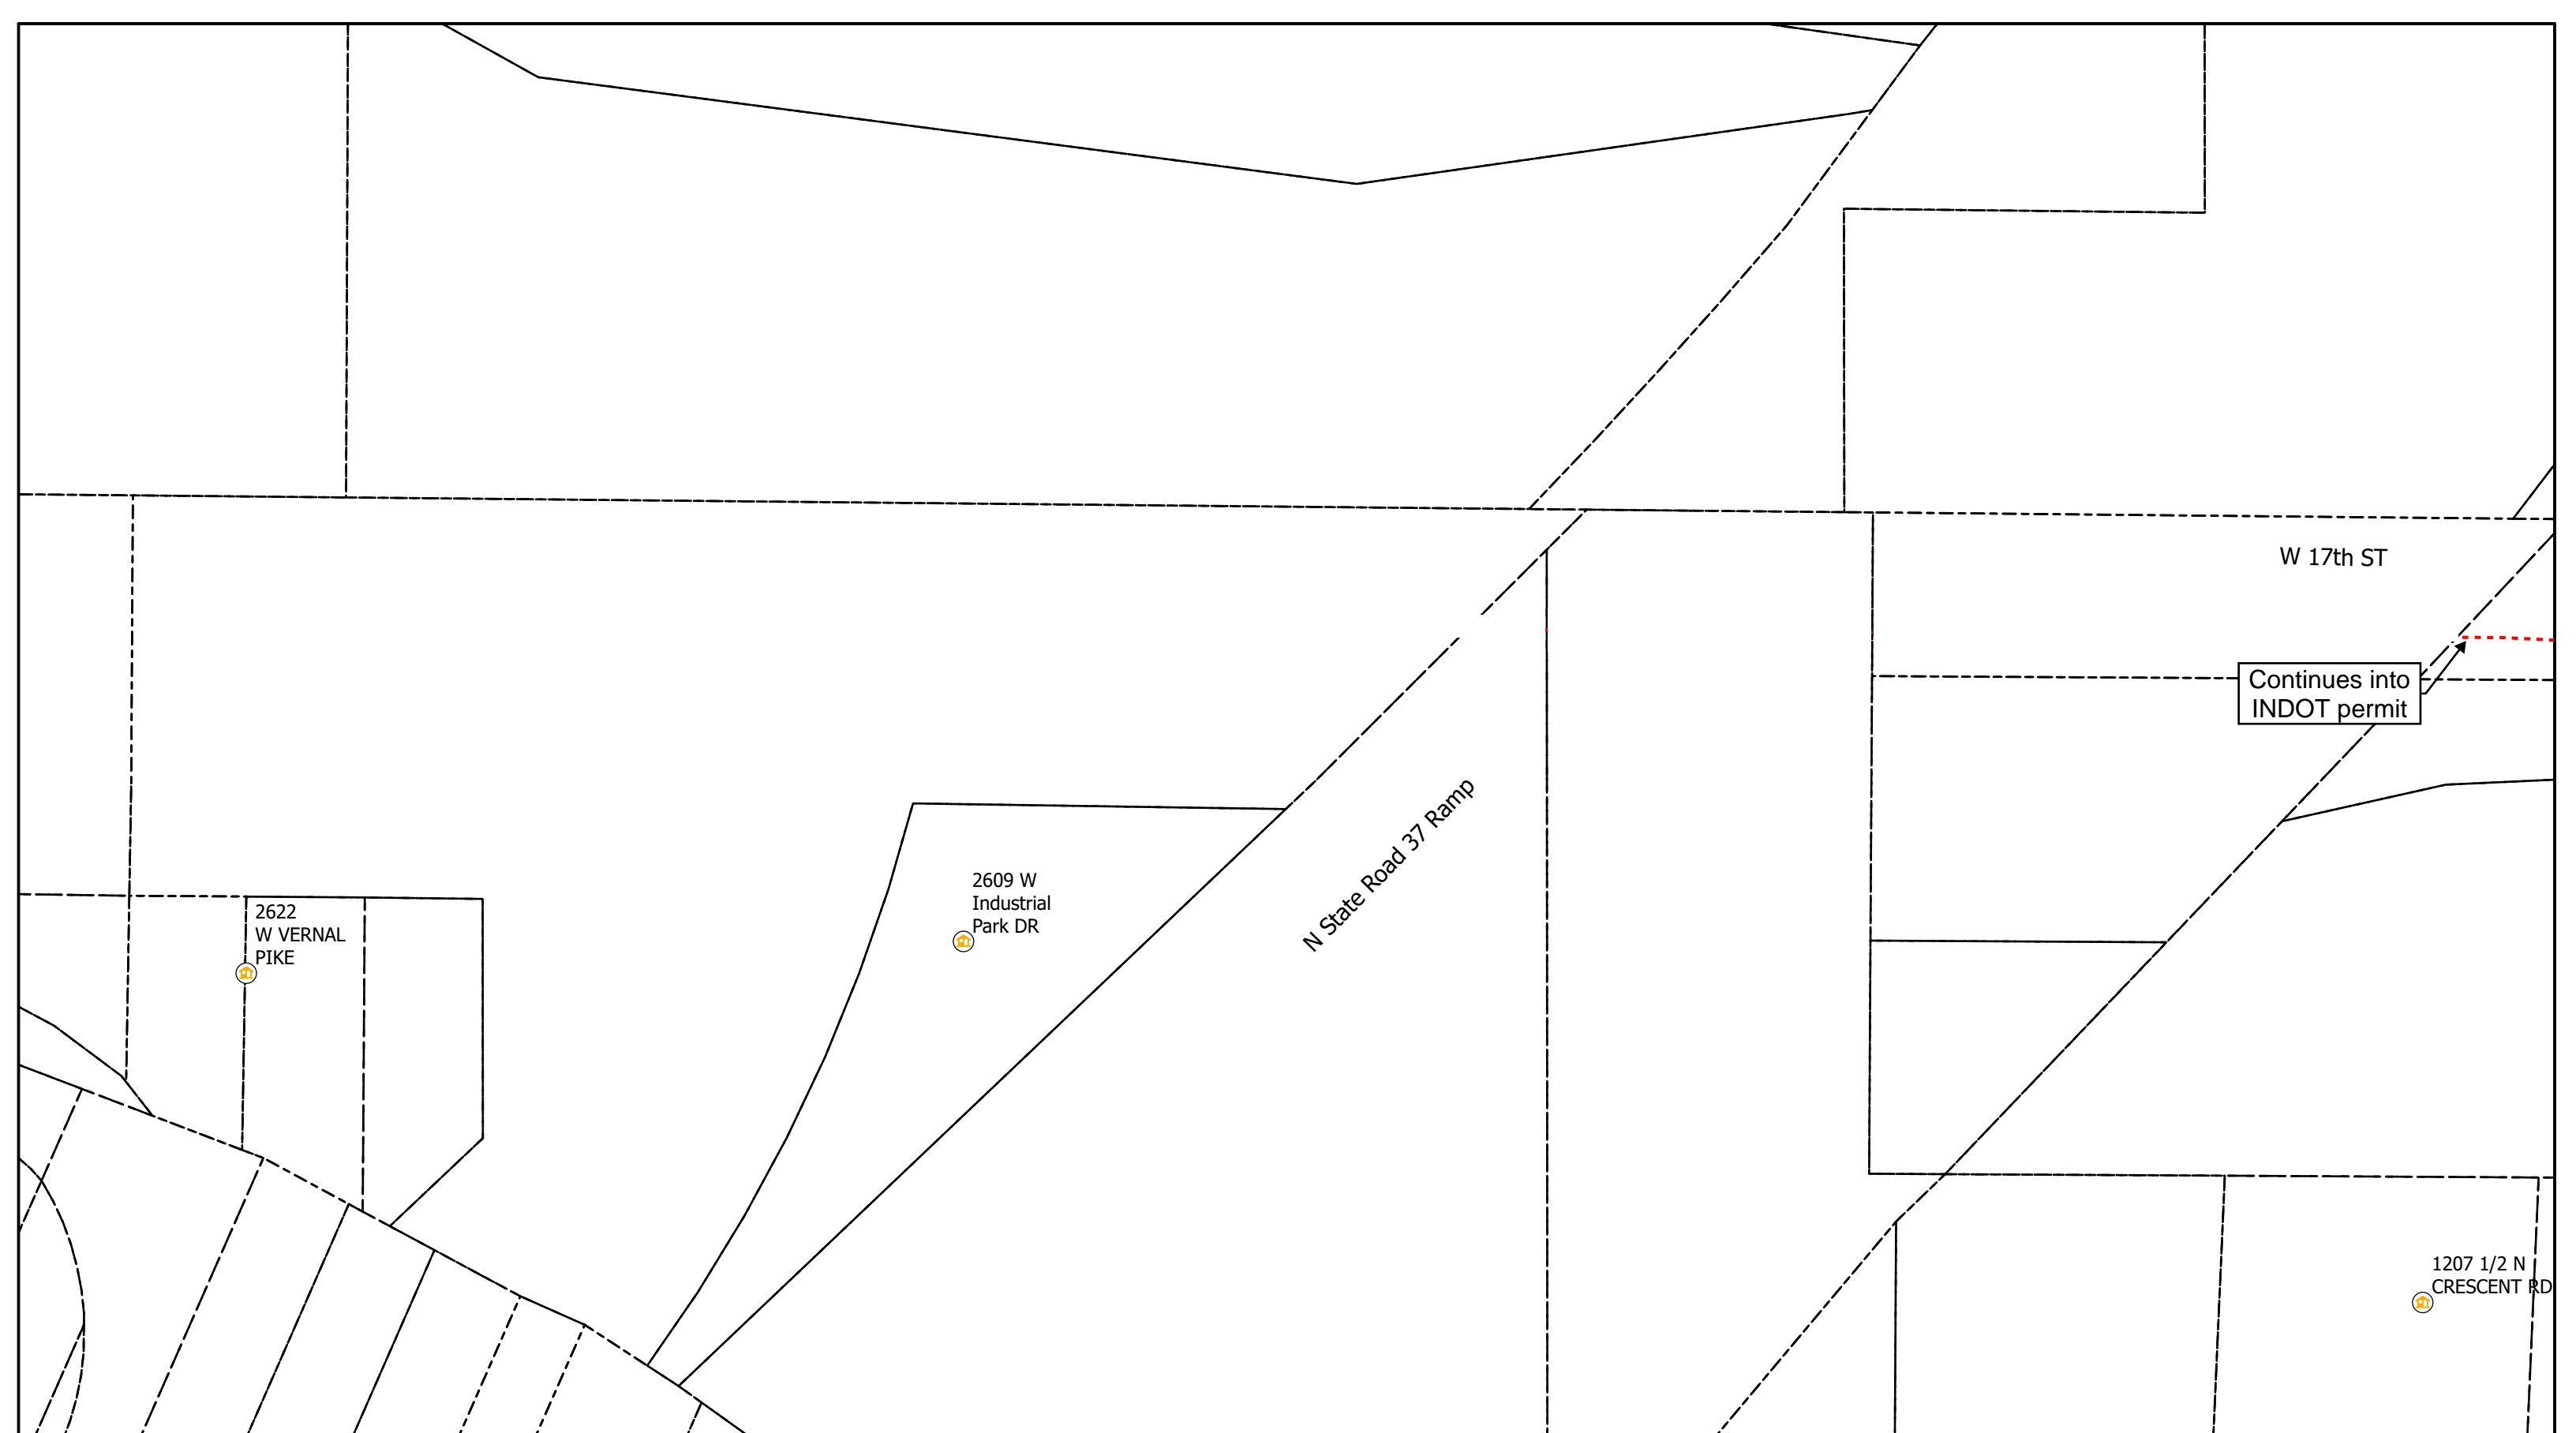 W 17th ST
Continues into
INDOT permit
N State Road 37 Ramp
2609 W
Industrial
Park DR
2622
W VERNAL
PIKE
1207 1/2 N
CRESCENT RD